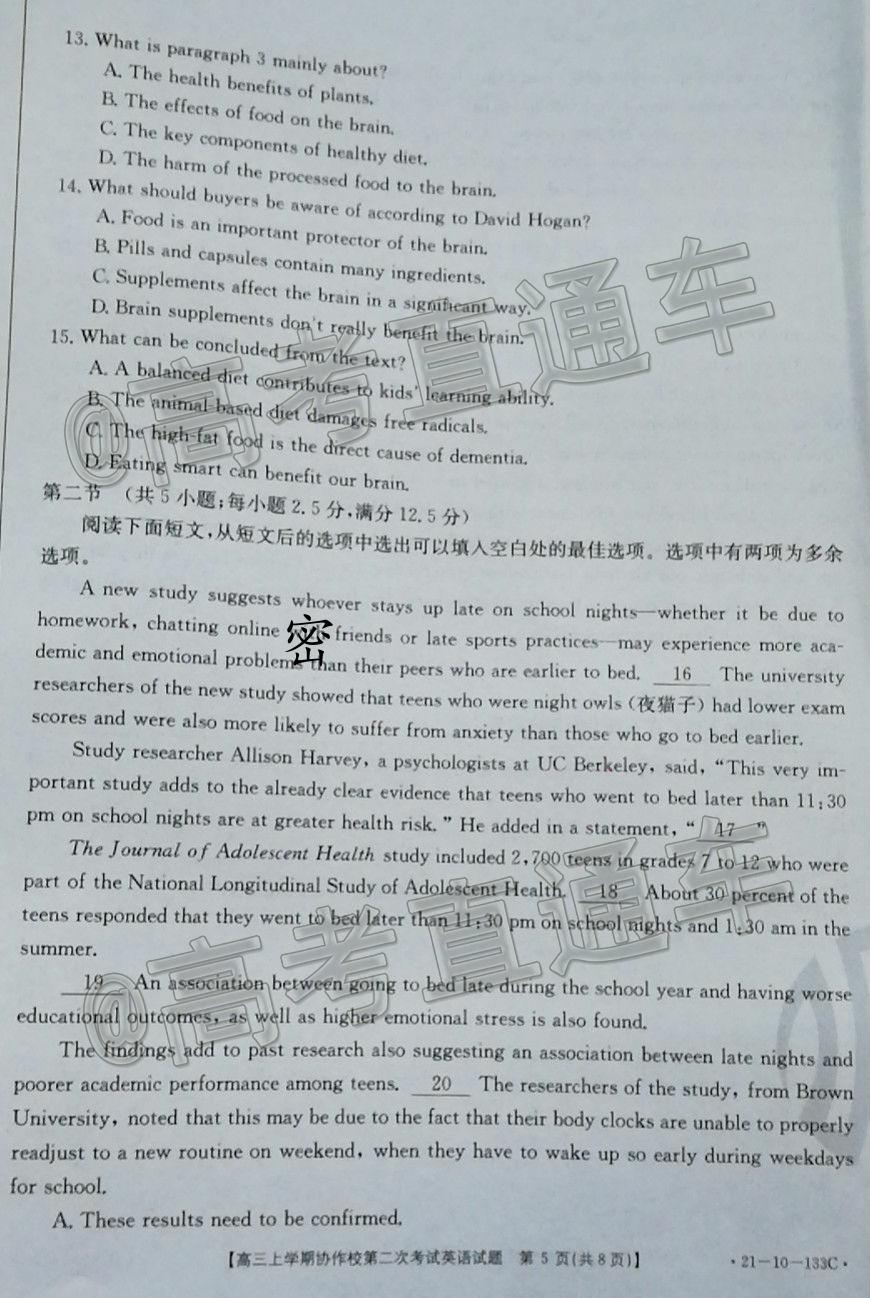 13. What is paragraph 3 mainly about?
A. The health benefits of plants.
B. The effects of food on the brain.
C. The key components of healthy diet.
D. The harm of the processed food to the brain.
14. What should buyers be aware of according to David Hogan?
A. Food is an important protector of the brain.
B. Pills and capsules contain many ingredients.
C. Supplements affect the brain in a significant way.
D. Brain supplements don't really benefit the brain.
15. What can be concluded from the text?
A. A balanced diet contributes to kids' learning ability.
B. The animal-based diet damages free radicals.
C. The high-fat food is the direct cause of dementia.
D. Eating smart can benefit our brain.
第二节 (共5小题;每小题2.5分,满分12.5分)
阅读下面短文,从短文后的选项中选出可以填入空白处的最佳选项。选项中有两项为多余
选项。
A new study suggests whoever stays up late on school nights—whether it be due to
homework, chatting online with friends or late sports practices—may experience more aca-
demic and emotional problems than their peers who are earlier to bed. 16 The university
researchers of the new study showed that teens who were night owls (夜猫子) had lower exam
scores and were also more likely to suffer from anxiety than those who go to bed earlier.
Study researcher Allison Harvey, a psychologists at UC Berkeley, said, "This very im-
portant study adds to the already clear evidence that teens who went to bed later than 11:30
pm on school nights are at greater health risk." He added in a statement, " 17 "
The Journal of Adolescent Health study included 2,700 teens in grades 7 to 12 who were
part of the National Longitudinal Study of Adolescent Health. 18 About 30 percent of the
teens responded that they went to bed later than 11:30 pm on school nights and 1:30 am in the
summer.
19 An association between going to bed late during the school year and having worse
educational outcomes, as well as higher emotional stress is also found.
The findings add to past research also suggesting an association between late nights and
poorer academic performance among teens. 20 The researchers of the study, from Brown
University, noted that this may be due to the fact that their body clocks are unable to properly
readjust to a new routine on weekend, when they have to wake up so early during weekdays
for school.
A. These results need to be confirmed.
【高三上学期协作校第二次考试英语试题 第5页(共8页)】 ·21-10-133C·
密
@高考直通车
@高考直通车